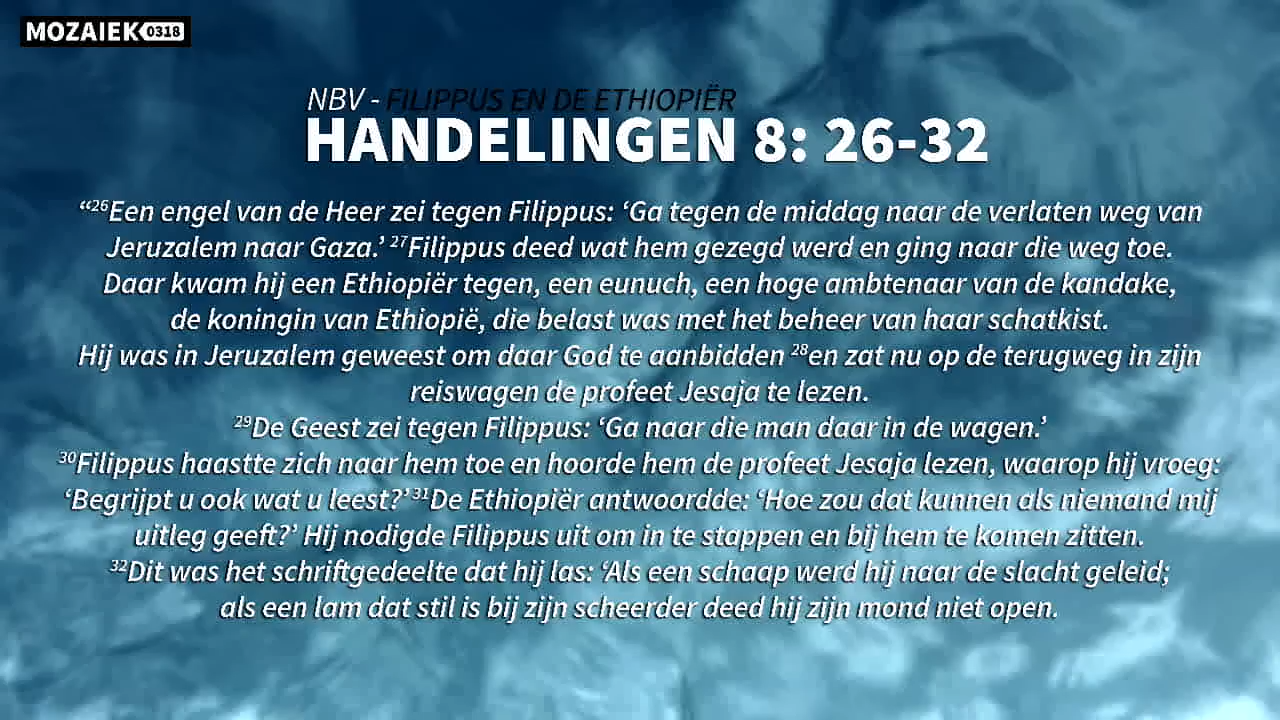 MOZAIEK 0318
NBV - FILIPPUS EN DE ETHIOPIËR
HANDELINGEN 8: 26-32
“26Een engel van de Heer zei tegen Filippus: ‘Ga tegen de middag naar de verlaten weg van
Jeruzalem naar Gaza.’ 27Filippus deed wat hem gezegd werd en ging naar die weg toe.
Daar kwam hij een Ethiopiër tegen, een eunuch, een hoge ambtenaar van de kandake,
de koningin van Ethiopië, die belast was met het beheer van haar schatkist.
Hij was in Jeruzalem geweest om daar God te aanbidden 28en zat nu op de terugweg in zijn
reiswagen de profeet Jesaja te lezen.
29De Geest zei tegen Filippus: ‘Ga naar die man daar in de wagen.’
30Filippus haastte zich naar hem toe en hoorde hem de profeet Jesaja lezen, waarop hij vroeg:
‘Begrijpt u ook wat u leest?’ 31De Ethiopiër antwoordde: ‘Hoe zou dat kunnen als niemand mij
uitleg geeft?’ Hij nodigde Filippus uit om in te stappen en bij hem te komen zitten.
32Dit was het schriftgedeelte dat hij las: ‘Als een schaap werd hij naar de slacht geleid;
als een lam dat stil is bij zijn scheerder deed hij zijn mond niet open.